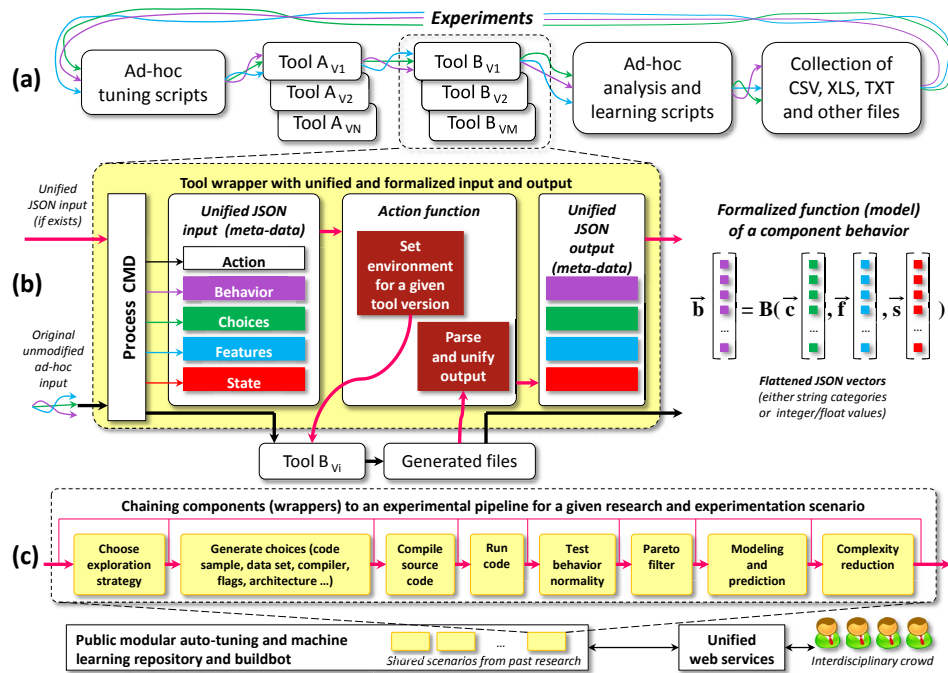 Experiments
(a)
Ad-hoc
tuning scripts
Tool A V1
Tool A V2
Tool A VN
Tool B V1
Tool B V2
Tool B VM
Ad-hoc
analysis and
learning scripts
Collection of
CSV, XLS, TXT
and other files
(b)
Unified
JSON input
(if exists)
Original
unmodified
ad-hoc
input
Tool wrapper with unified and formalized input and output
Process CMD
Unified JSON
input (meta-data)
Action
Behavior
Choices
Features
State
Action function
Set
environment
for a given
tool version
Parse
and unify
output
Unified
JSON
output
(meta-data)
Tool B Vi
Generated files
Formalized function (model)
of a component behavior
b ... = B( c ... , f ... , s ... )
Flattened JSON vectors
(either string categories
or integer/float values)
(c)
Chaining components (wrappers) to an experimental pipeline for a given research and experimentation scenario
Choose
exploration
strategy
Generate choices (code
sample, data set, compiler,
flags, architecture ...)
Compile
source
code
Run
code
Test
behavior
normality
Pareto
filter
Modeling
and
prediction
Complexity
reduction
Public modular auto-tuning and machine
learning repository and buildbot
...
Shared scenarios from past research
Unified
web services
Interdisciplinary crowd